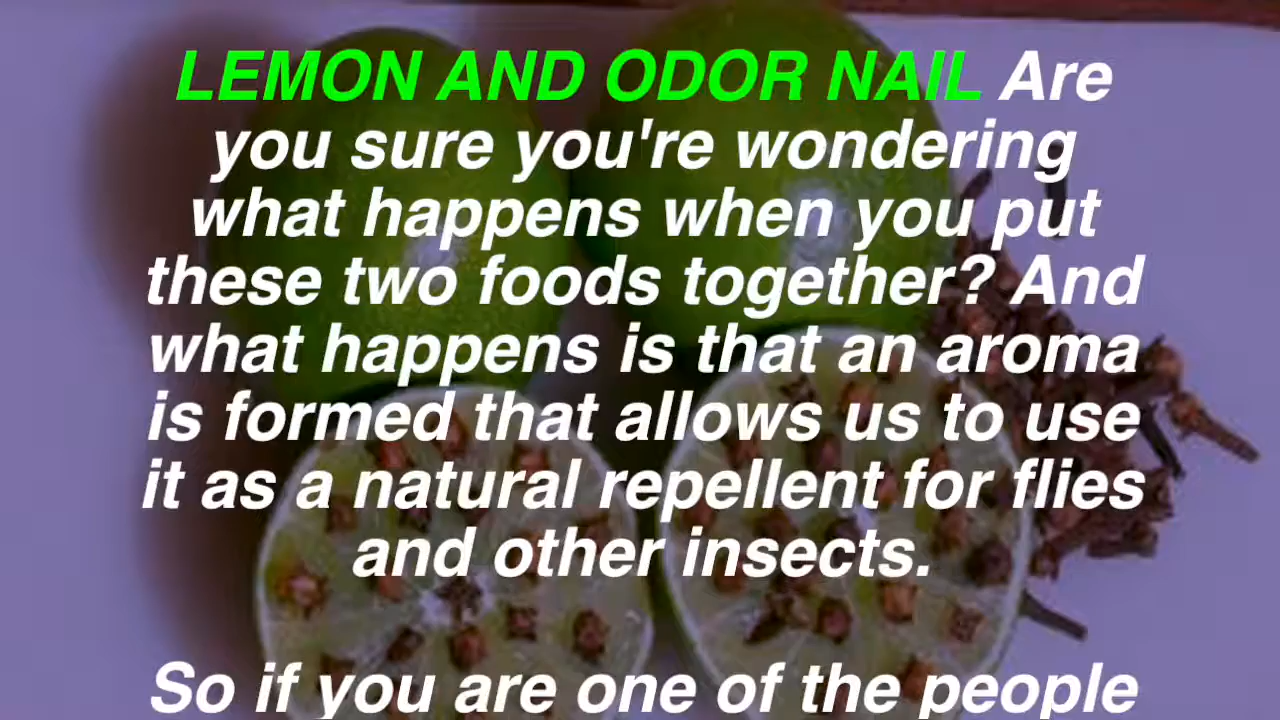 LEMON AND ODOR NAIL Are
you sure you're wondering
what happens when you put
these two foods together? And
what happens is that an aroma
is formed that allows us to use
it as a natural repellent for flies
and other insects.
So if you are one of the people